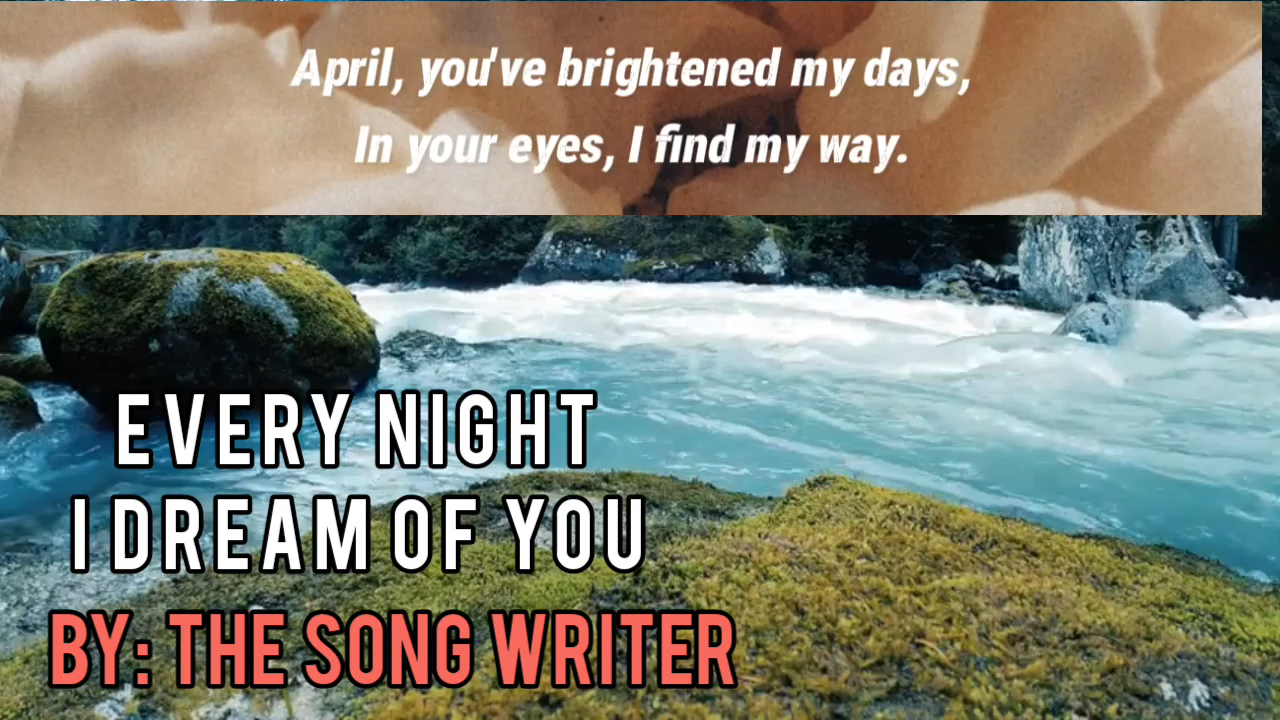 April, you've brightened my days,
In your eyes, I find my way.
EVERY NIGHT
I DREAM OF YOU
BY: THE SONG WRITER